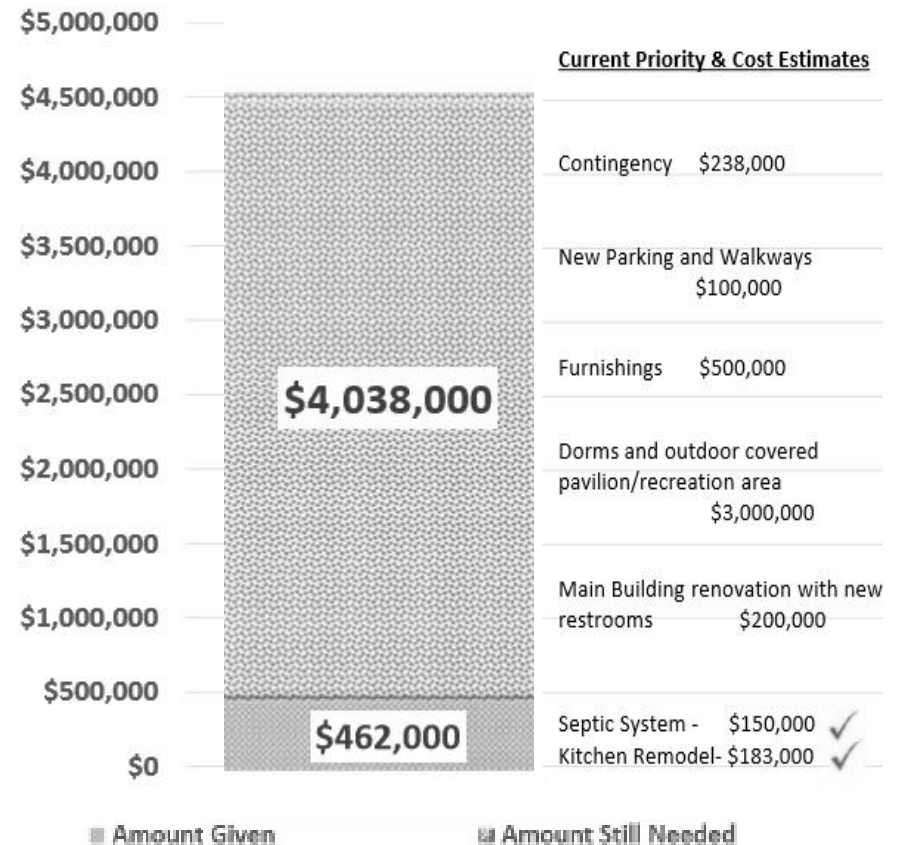 $5,000,000
$4,500,000
$4,000,000
$3,500,000
$3,000,000
$2,500,000
$2,000,000
$1,500,000
$1,000,000
$500,000
$0
$4,038,000
$462,000
Current Priority & Cost Estimates
Contingency $238,000
New Parking and Walkways
$100,000
Furnishings $500,000
Dorms and outdoor covered
pavilion/recreation area
$3,000,000
Main Building renovation with new
restrooms $200,000
Septic System - $150,000 ✓
Kitchen Remodel- $183,000 ✓
Amount Given
Amount Still Needed